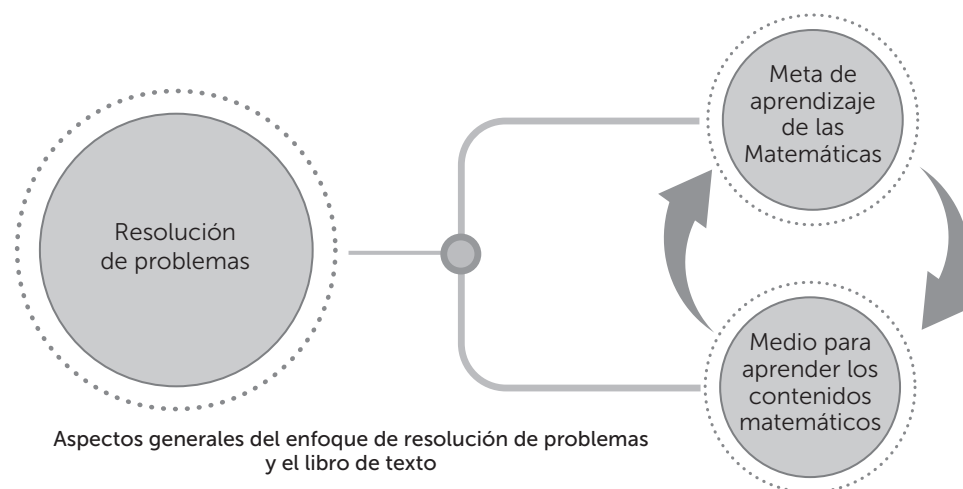 Resolución
de problemas
Meta de
aprendizaje
de las
Matemáticas
Medio para
aprender los
contenidos
matemáticos
Aspectos generales del enfoque de resolución de problemas
y el libro de texto